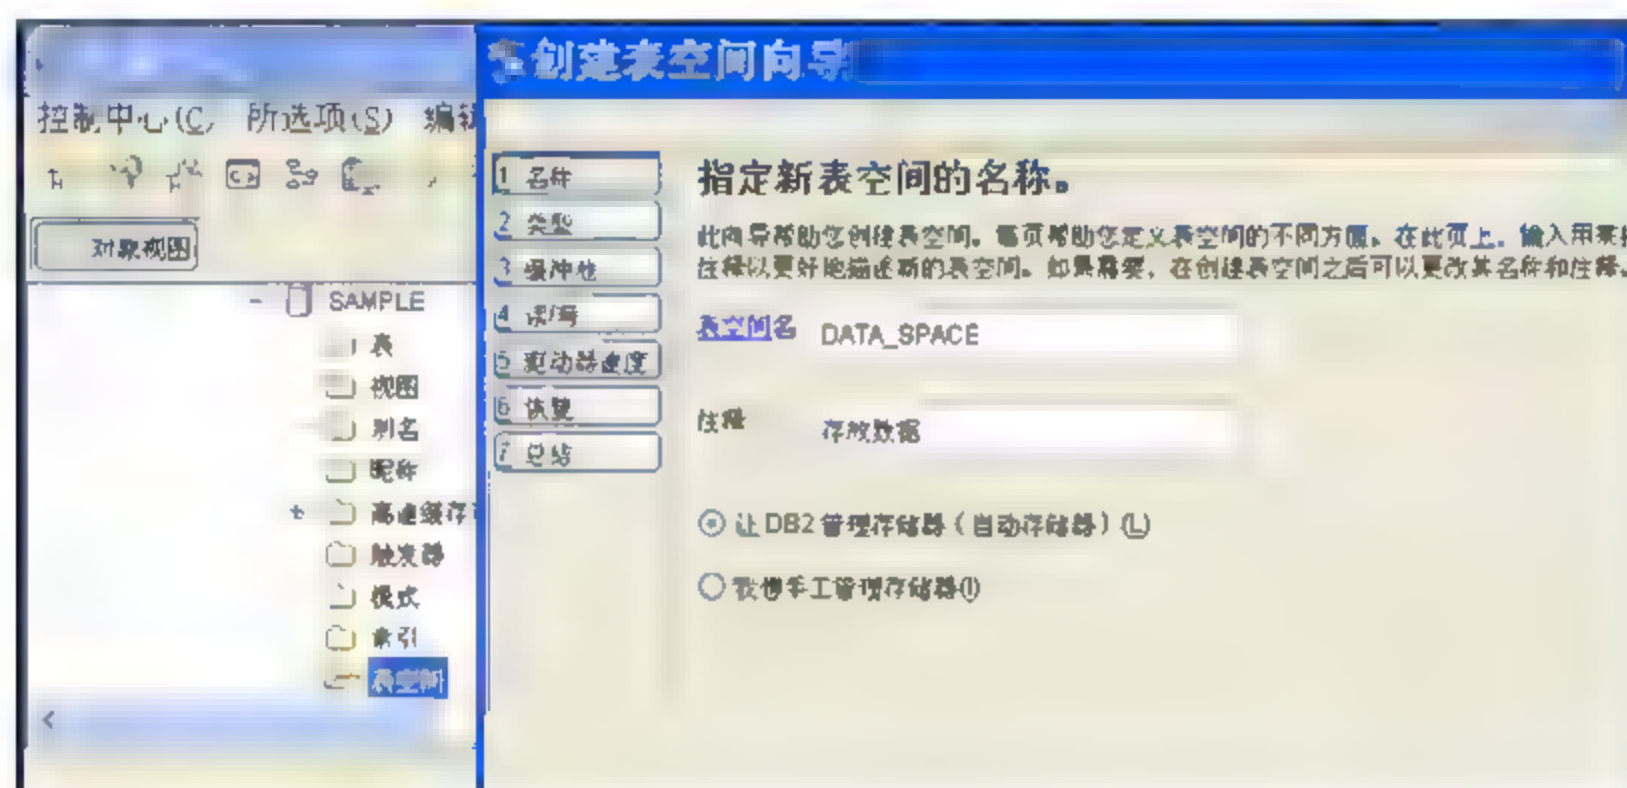 创建表空间向导
控制中心(C) 所选项(S) 编辑
对象视图
SAMPLE
表
视图
别名
昵称
高速缓存
触发器
模式
索引
表空间
1 名称
2 类型
3 缓冲池
4 读/写
5 驱动器速度
6 恢复
7 总结
指定新表空间的名称。
此向导帮助您创建表空间。每页帮助您定义表空间的不同方面。在此页上，输入用来
注释以更好地描述新的表空间。如果需要，在创建表空间之后可以更改其名称和注释。
表空间名 DATA_SPACE
注释 存放数据
让 DB2 管理存储器（自动存储器）(L)
我想手工管理存储器(I)